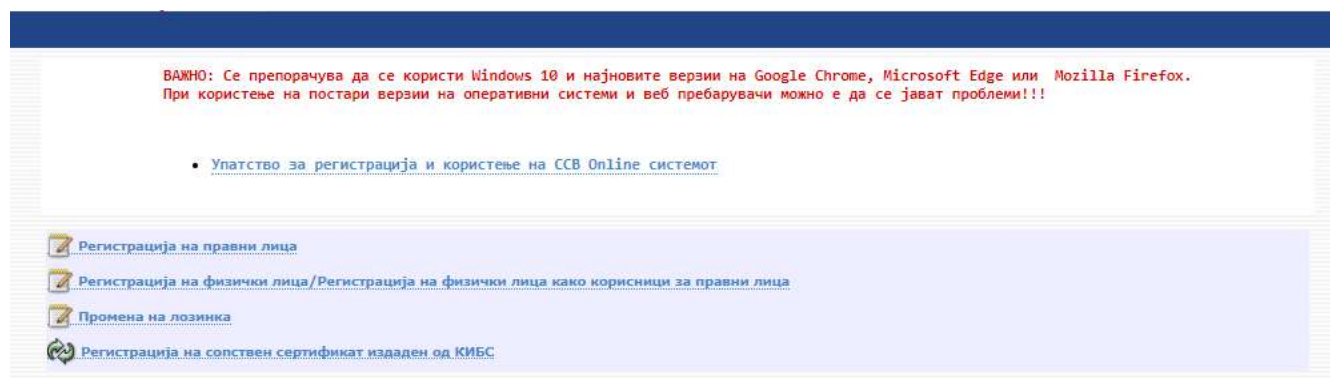 ВАЖНО: Се препорачува да се користи Windows 10 и најновите верзии на Google Chrome, Microsoft Edge или Mozilla Firefox.
При користење на постари верзии на оперативни системи и веб пребарувачи можно е да се јават проблеми!!!
• Упатство за регистрација и користење на ССВ Online системот
Регистрација на правни лица
Регистрација на физички лица/Регистрација на физички лица како корисници за правни лица
Промена на лозинка
Регистрација на сопствен сертификат издаден од КИБС